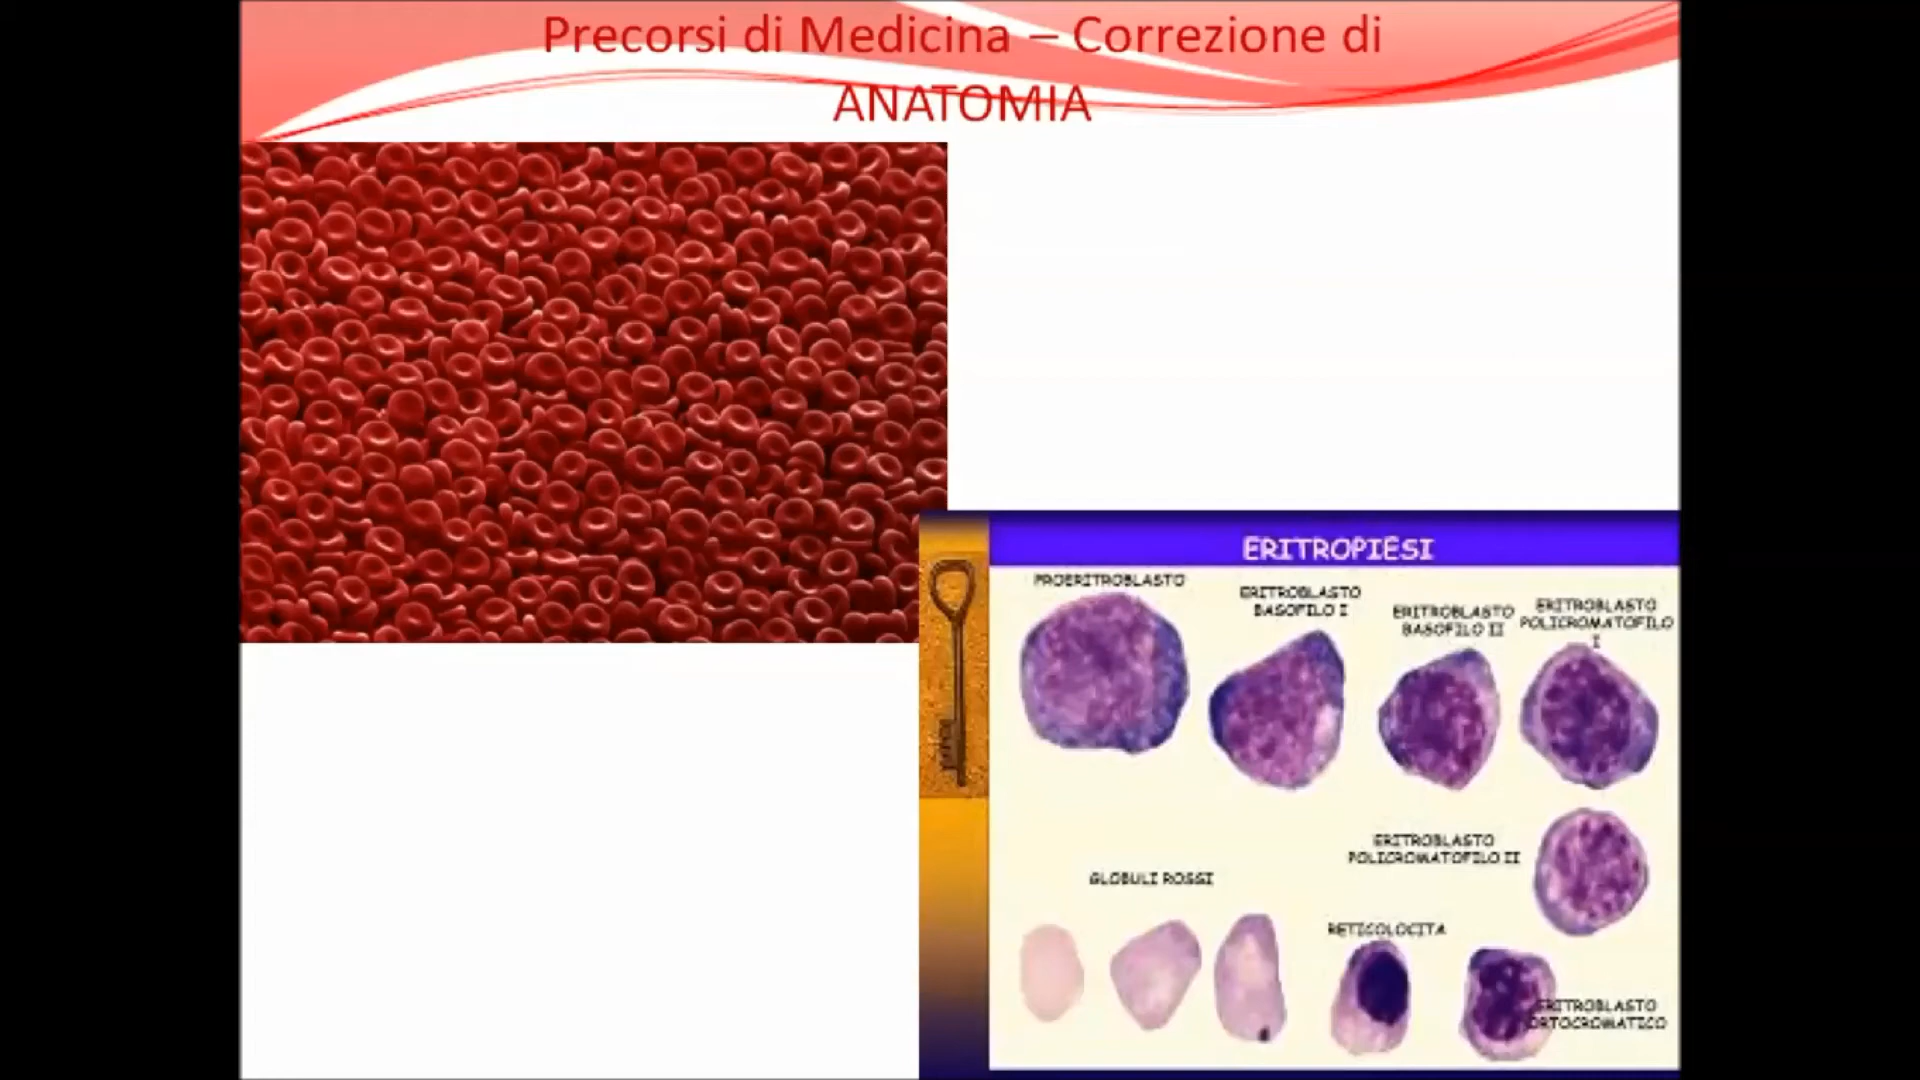 Precorsi di Medicina – Correzione di
ANATOMIA
ERITROPIESI
PROERITROBLASTO
ERITROBLASTO
BASOFILO I
ERITROBLASTO
BASOFILO II
ERITROBLASTO
POLICROMATOFILO
I
ERITROBLASTO
POLICROMATOFILO II
GLOBULI ROSSI
RETICOLOCITA
ERITROBLASTO
ORTOCROMATICO